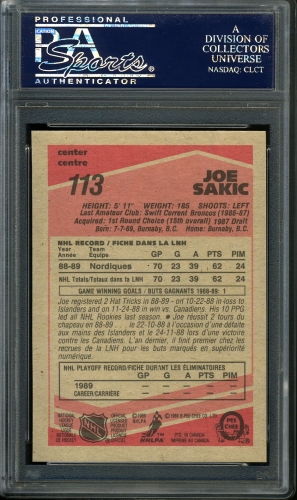 PROFESSIONAL
PSA
Sports
AUTHENTICATOR
A
DIVISION OF
COLLECTORS
UNIVERSE
NASDAQ: CLCT
center
centre
113
JOE
SAKIC
HEIGHT: 5' 11" WEIGHT: 185 SHOOTS: LEFT
Last Amateur Club: Swift Current Broncos (1986-87)
Acquired: 1st Round Choice (15th overall) 1987 Draft
Born: 7-7-69, Burnaby, B.C. Home: Burnaby, B.C.
NHL RECORD / FICHE DANS LA LNH
Year Team GP G A PTS PIM
Année Equipe
88-89 Nordiques 70 23 39 62 24
NHL Totals/Totaux dans la LNH 70 23 39 62 24
GAME WINNING GOALS / BUTS GAGNANTS 1988-89: 1
Joe registered 2 Hat Tricks in 88-89 - on 10-22-88 in loss to
Islanders and on 11-24-88 in win vs. Canadiens. His 10 PPG
led all NHL Rookies last season. Joe réussit 2 tours du
chapeau en 88-89 ... le 22-10-88 à l'occasion d'une défaite
aux mains des Islanders et le 24-11-88 lors d'une victoire
contre les Canadiens. L'an dernier, il finit premier chez les
recrues de la LNH pour les buts marqués en supériorité
numérique.
NHL PLAYOFF RECORD/FICHE DURANT LES ÉLIMINATOIRES
GP G A PTS PIM
1989 — — — — —
CAREER/CARRIÈRE — — — — —
NHL
NHLPA
O PEE CHEE